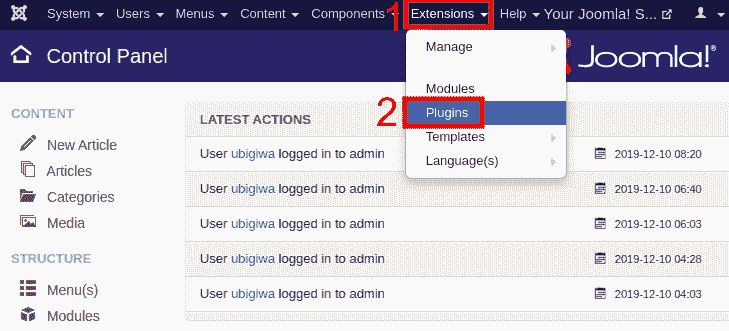 System Users Menus Content Components 1 Extensions Help Your Joomla! S...
Control Panel
Joomla!®
Manage
Modules
2 Plugins
Templates
Language(s)
CONTENT
New Article
Articles
Categories
Media
STRUCTURE
Menu(s)
Modules
LATEST ACTIONS
User ubigiwa logged in to admin 2019-12-10 08:20
User ubigiwa logged in to admin 2019-12-10 06:40
User ubigiwa logged in to admin 2019-12-10 06:03
User ubigiwa logged in to admin 2019-12-10 04:28
User ubigiwa logged in to admin 2019-12-10 04:03